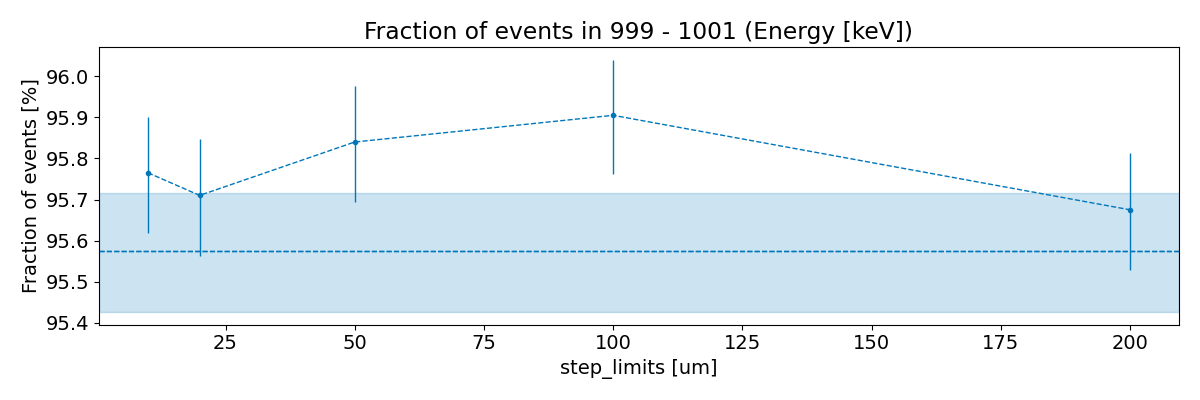 Fraction of events in 999 - 1001 (Energy [keV])
Fraction of events [%]
96.0
95.9
95.8
95.7
95.6
95.5
95.4
25 50 75 100 125 150 175 200
step_limits [um]